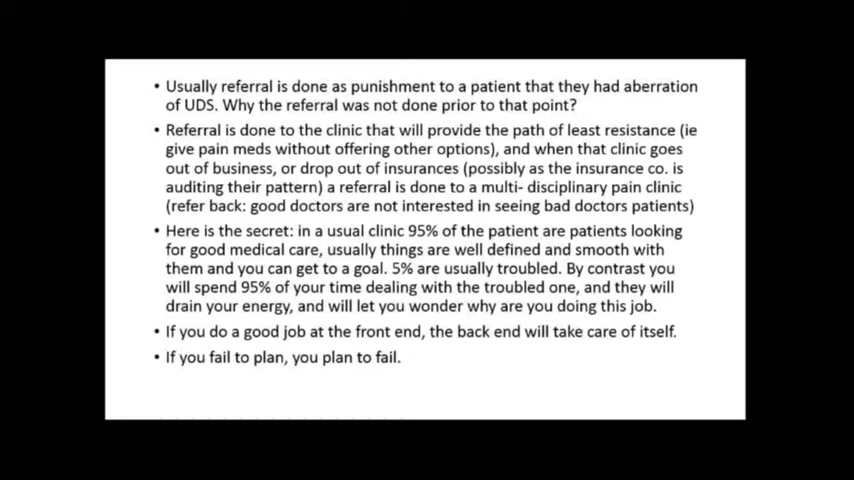 • Usually referral is done as punishment to a patient that they had aberration
of UDS. Why the referral was not done prior to that point?
• Referral is done to the clinic that will provide the path of least resistance (ie
give pain meds without offering other options), and when that clinic goes
out of business, or drop out of insurances (possibly as the insurance co. is
auditing their pattern) a referral is done to a multi- disciplinary pain clinic
(refer back: good doctors are not interested in seeing bad doctors patients)
• Here is the secret: in a usual clinic 95% of the patient are patients looking
for good medical care, usually things are well defined and smooth with
them and you can get to a goal. 5% are usually troubled. By contrast you
will spend 95% of your time dealing with the troubled one, and they will
drain your energy, and will let you wonder why are you doing this job.
• If you do a good job at the front end, the back end will take care of itself.
• If you fail to plan, you plan to fail.